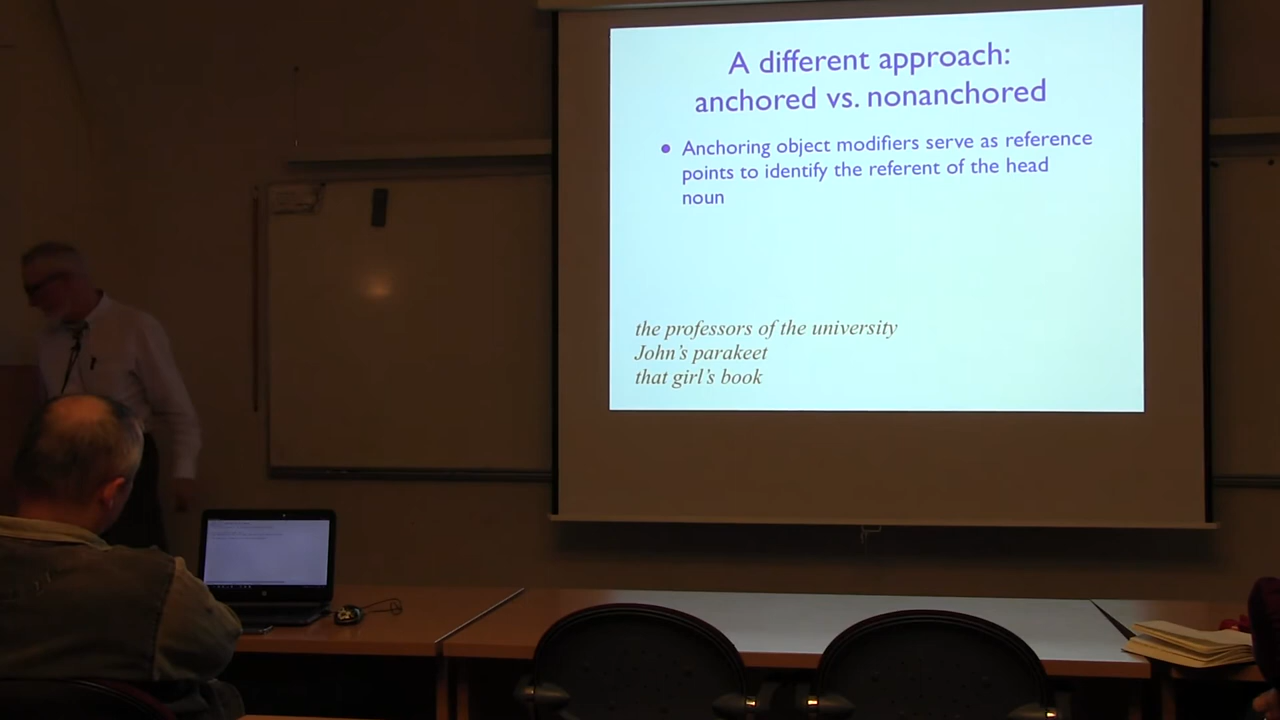 A different approach:
anchored vs. nonanchored
• Anchoring object modifiers serve as reference
points to identify the referent of the head
noun
the professors of the university
John's parakeet
that girl's book